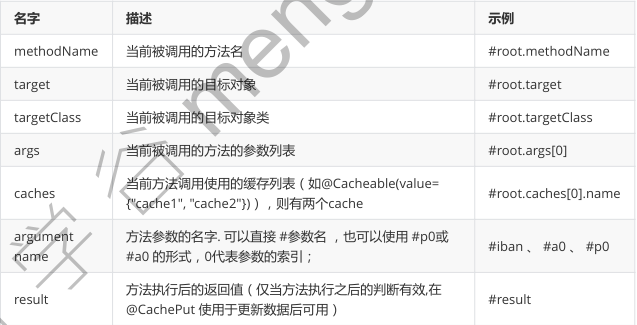 名字 描述 示例
methodName 当前被调用的方法名 #root.methodName
target 当前被调用的目标对象 #root.target
targetClass 当前被调用的目标对象类 #root.targetClass
args 当前被调用的方法的参数列表 #root.args[0]
caches 当前方法调用使用的缓存列表（如@Cacheable(value=
{"cache1", "cache2"})），则有两个cache #root.caches[0].name
argument
name 方法参数的名字. 可以直接 #参数名 ，也可以使用 #p0或
#a0 的形式，0代表参数的索引； #iban 、 #a0 、 #p0
result 方法执行后的返回值（仅当方法执行之后的判断有效,在
@CachePut 使用于更新数据后可用） #result
学谷 meng